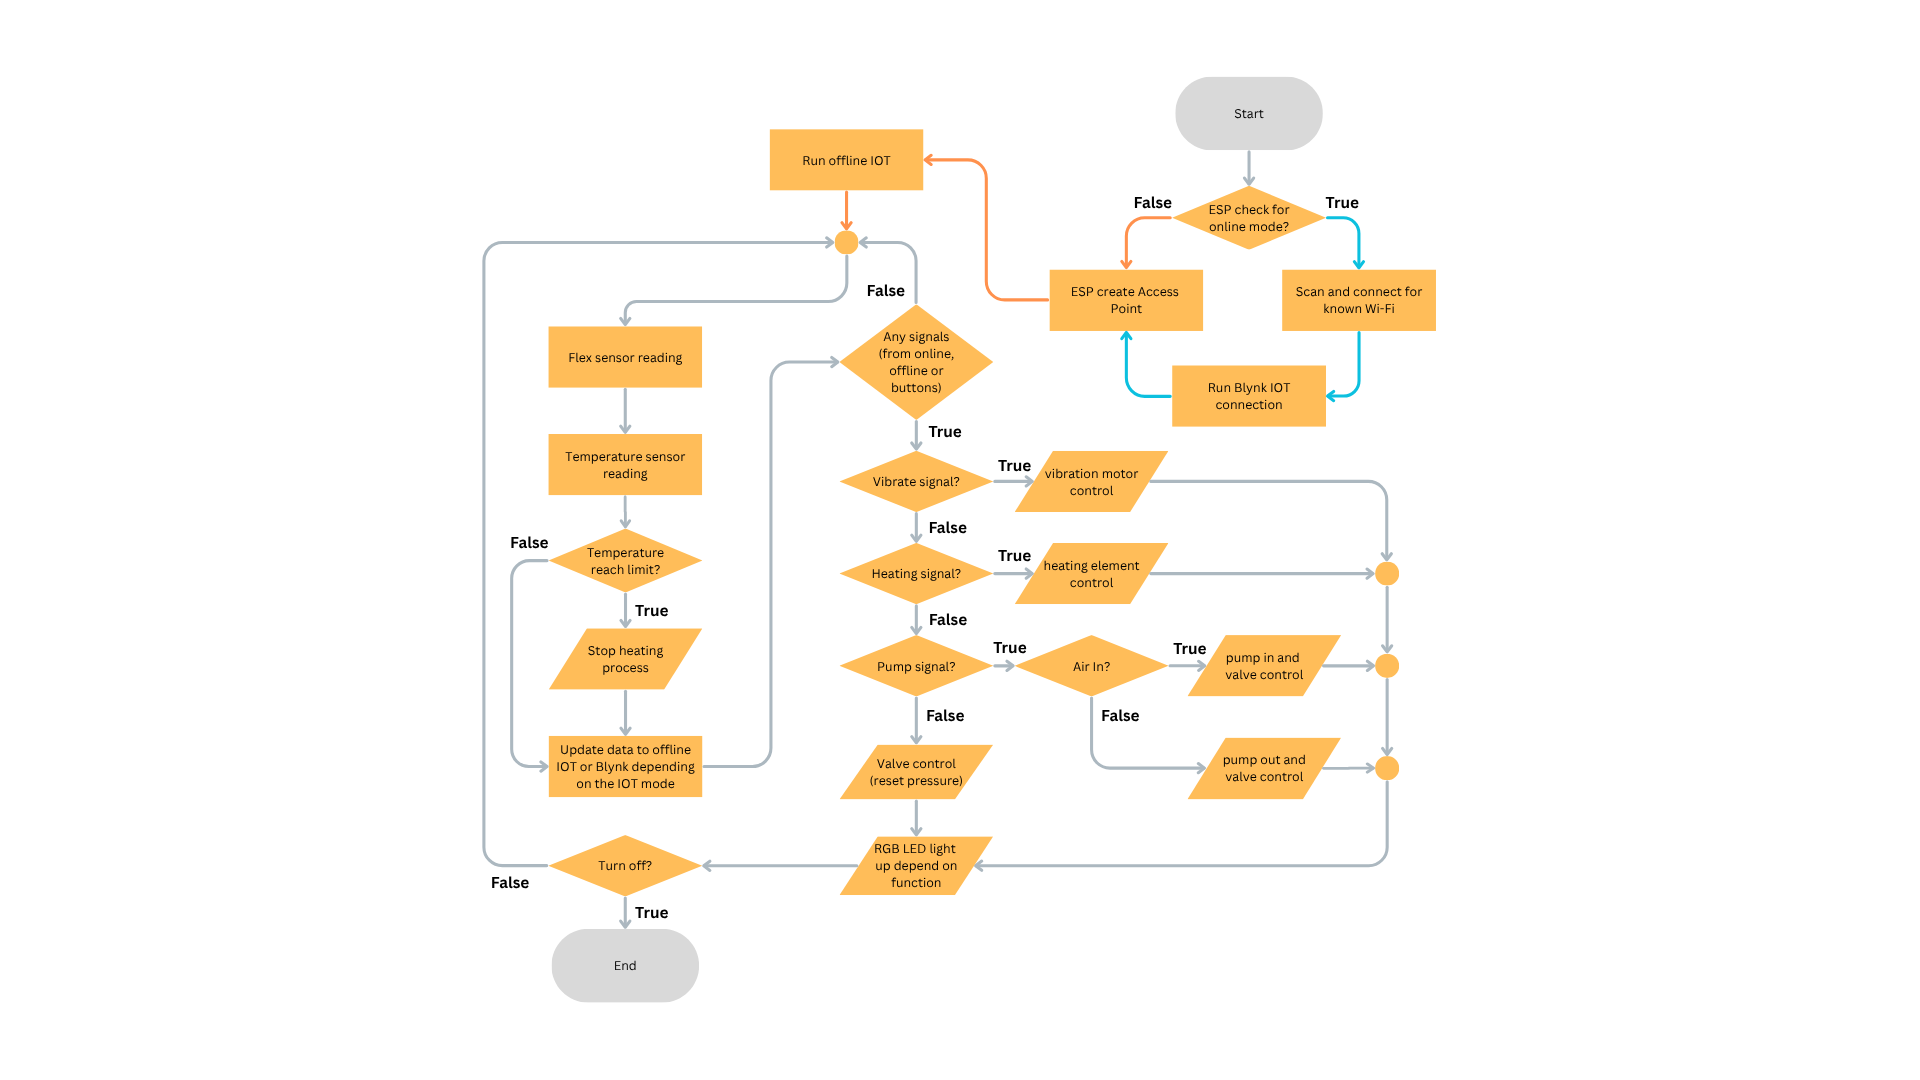 Start
ESP check for
online mode?
False
True
ESP create Access
Point
Scan and connect for
known Wi-Fi
Run Blynk IOT
connection
Run offline IOT
Flex sensor reading
Temperature sensor
reading
Temperature
reach limit?
False
True
Stop heating
process
Update data to offline
IOT or Blynk depending
on the IOT mode
False
Any signals
(from online,
offline or
buttons)
True
Vibrate signal?
True
vibration motor
control
False
Heating signal?
True
heating element
control
False
Pump signal?
True
Air In?
True
pump in and
valve control
False
pump out and
valve control
False
Valve control
(reset pressure)
RGB LED light
up depend on
function
Turn off?
False
True
End